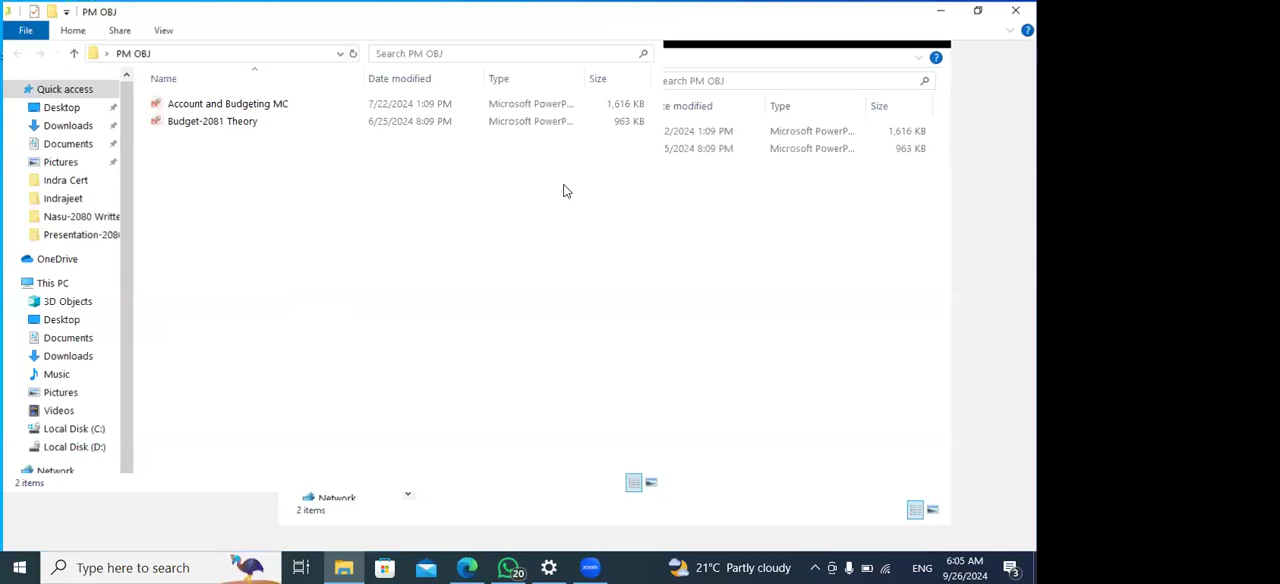 PM OBJ
File Home Share View
PM OBJ
Search PM OBJ
earch PM OBJ
Name Date modified Type Size
te modified Type Size
Quick access
Account and Budgeting MC 7/22/2024 1:09 PM Microsoft PowerP... 1,616 KB
Budget-2081 Theory 6/25/2024 8:09 PM Microsoft PowerP... 963 KB
2/2024 1:09 PM Microsoft PowerP... 1,616 KB
5/2024 8:09 PM Microsoft PowerP... 963 KB
Desktop
Downloads
Documents
Pictures
Indra Cert
Indrajeet
Nasu-2080 Writte
Presentation-208
OneDrive
This PC
3D Objects
Desktop
Documents
Downloads
Music
Pictures
Videos
Local Disk (C:)
Local Disk (D:)
Network
2 items
Network
2 items
Type here to search
20
zoom
21°C Partly cloudy
ENG
6:05 AM
9/26/2024
3